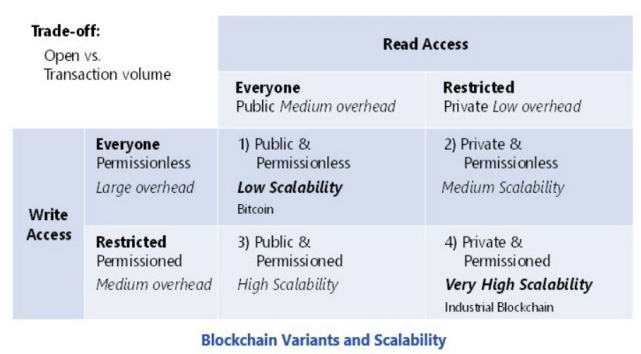 Trade-off:
Open vs.
Transaction volume
Read Access
Everyone
Public Medium overhead
Restricted
Private Low overhead
Write
Access
Everyone
Permissionless
Large overhead
1) Public &
Permissionless
Low Scalability
Bitcoin
2) Private &
Permissionless
Medium Scalability
Restricted
Permissioned
Medium overhead
3) Public &
Permissioned
High Scalability
4) Private &
Permissioned
Very High Scalability
Industrial Blockchain
Blockchain Variants and Scalability